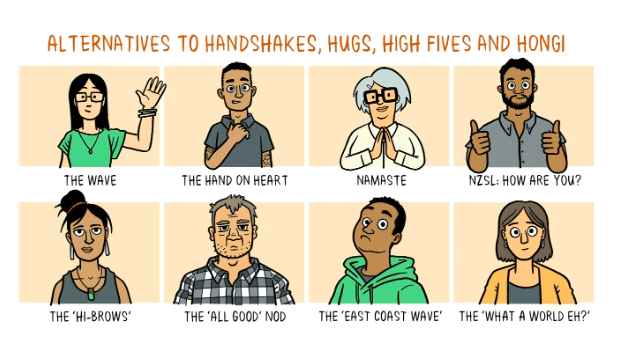 ALTERNATIVES TO HANDSHAKES, HUGS, HIGH FIVES AND HONGI
THE WAVE
THE HAND ON HEART
NAMASTE
NZSL: HOW ARE YOU?
THE 'HI-BROWS'
THE 'ALL GOOD' NOD
THE 'EAST COAST WAVE'
THE 'WHAT A WORLD EH?'